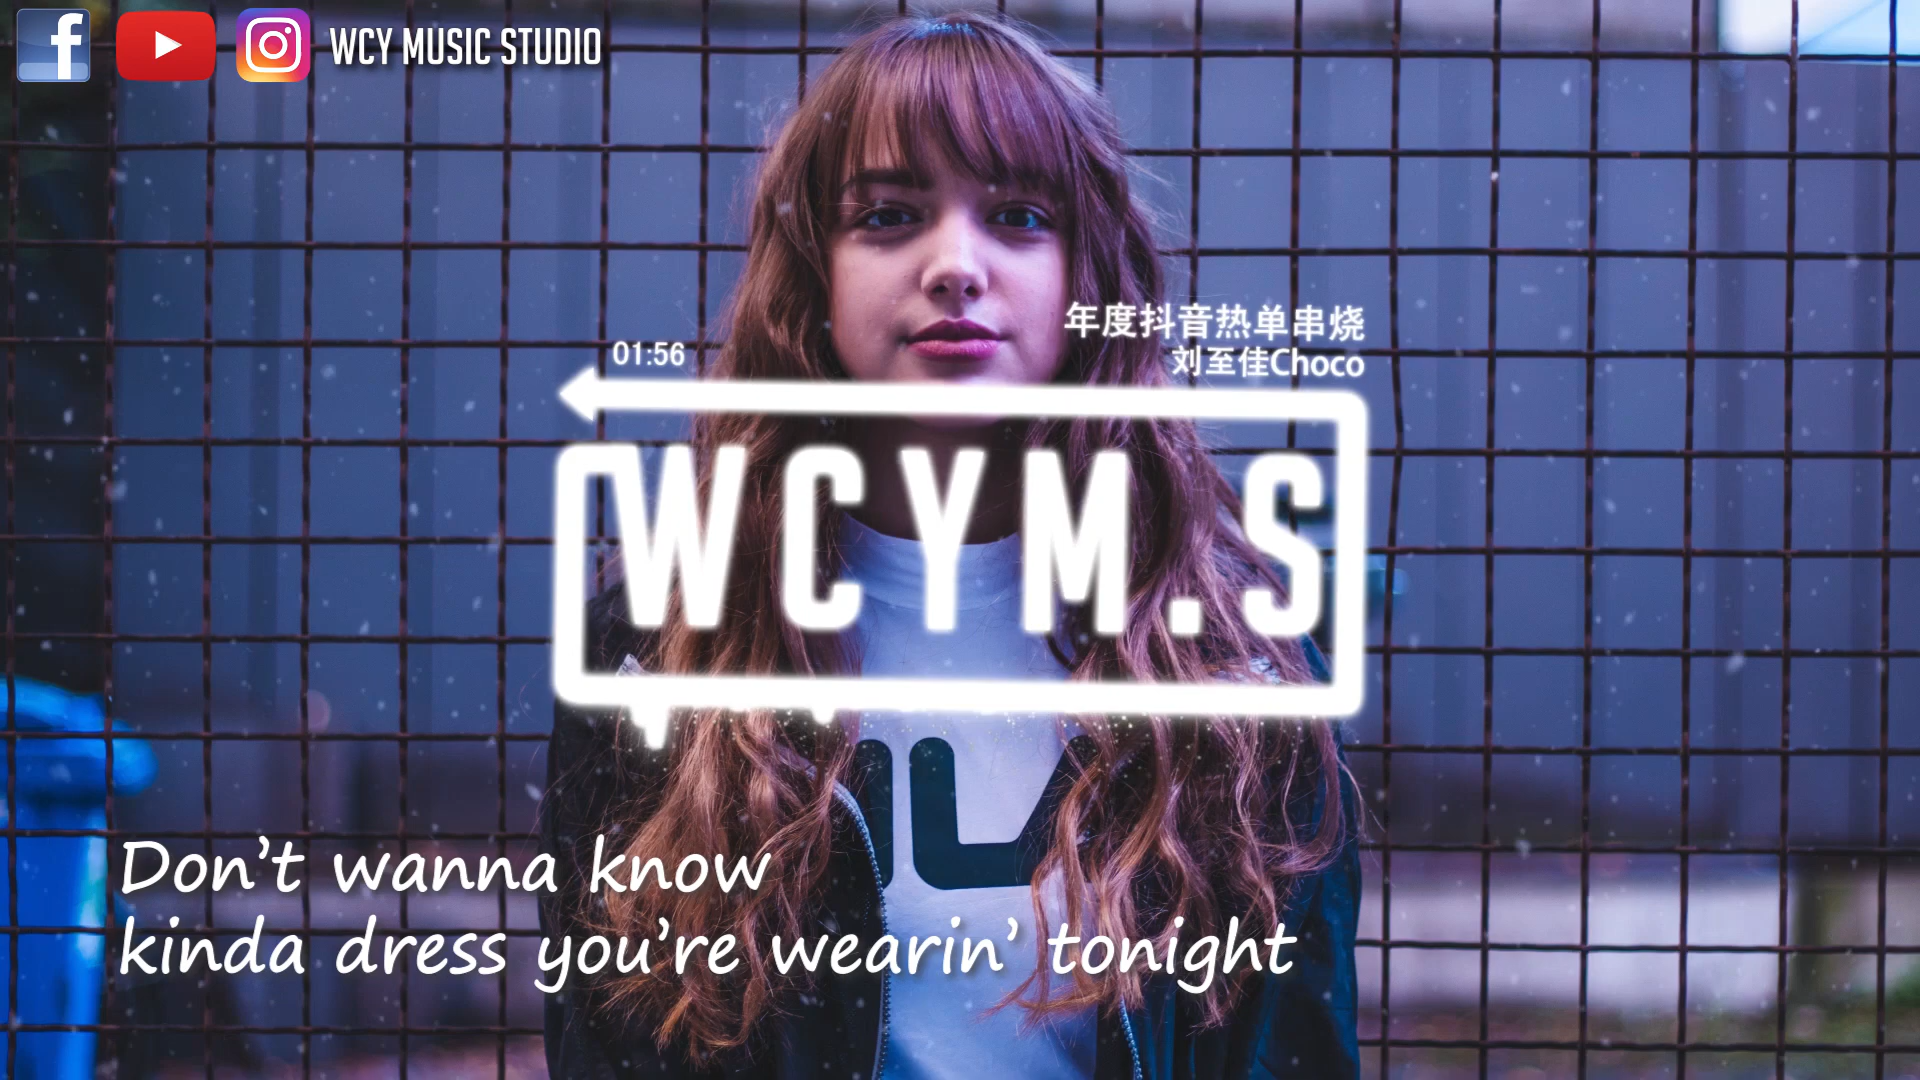 WCY MUSIC STUDIO
年度抖音热单串烧
刘至佳Choco
01:56
WCYM.S
Don't wanna know
kinda dress you're wearin' tonight